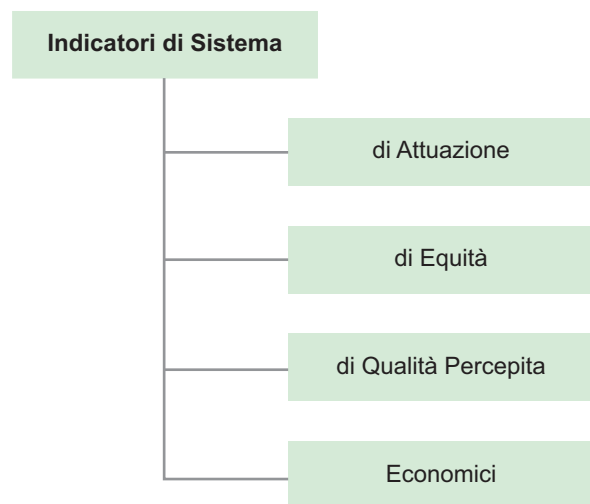 Indicatori di Sistema
di Attuazione
di Equità
di Qualità Percepita
Economici